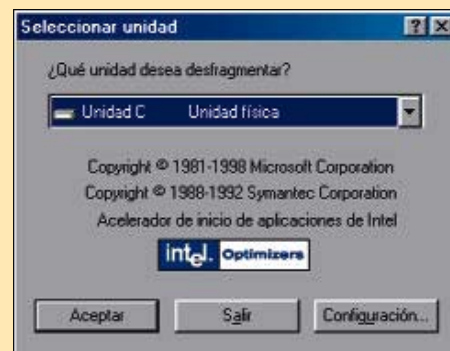 Seleccionar unidad
¿Qué unidad desea desfragmentar?
Unidad C Unidad física
Copyright © 1981-1998 Microsoft Corporation
Copyright © 1988-1992 Symantec Corporation
Acelerador de inicio de aplicaciones de Intel
intel. Optimizers
Aceptar Salir Configuración...